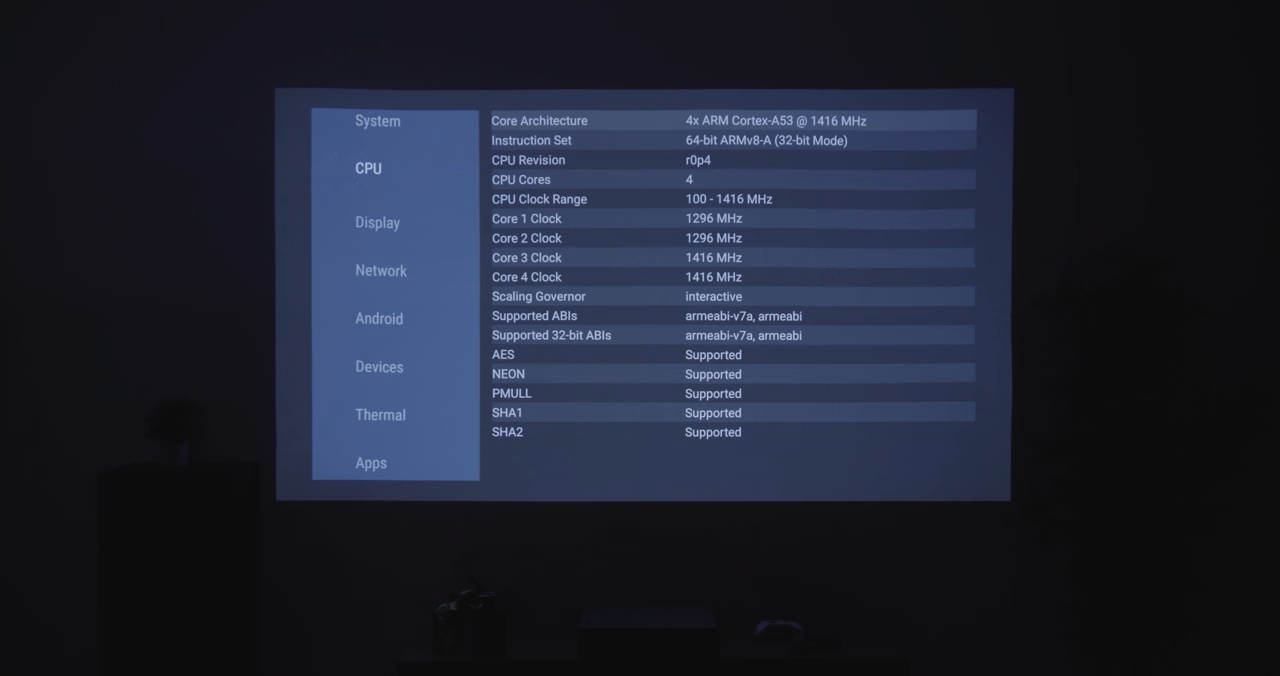 System
CPU
Display
Network
Android
Devices
Thermal
Apps
Core Architecture 4x ARM Cortex-A53 @ 1416 MHz
Instruction Set 64-bit ARMv8-A (32-bit Mode)
CPU Revision r0p4
CPU Cores 4
CPU Clock Range 100 - 1416 MHz
Core 1 Clock 1296 MHz
Core 2 Clock 1296 MHz
Core 3 Clock 1416 MHz
Core 4 Clock 1416 MHz
Scaling Governor interactive
Supported ABIs armeabi-v7a, armeabi
Supported 32-bit ABIs armeabi-v7a, armeabi
AES Supported
NEON Supported
PMULL Supported
SHA1 Supported
SHA2 Supported